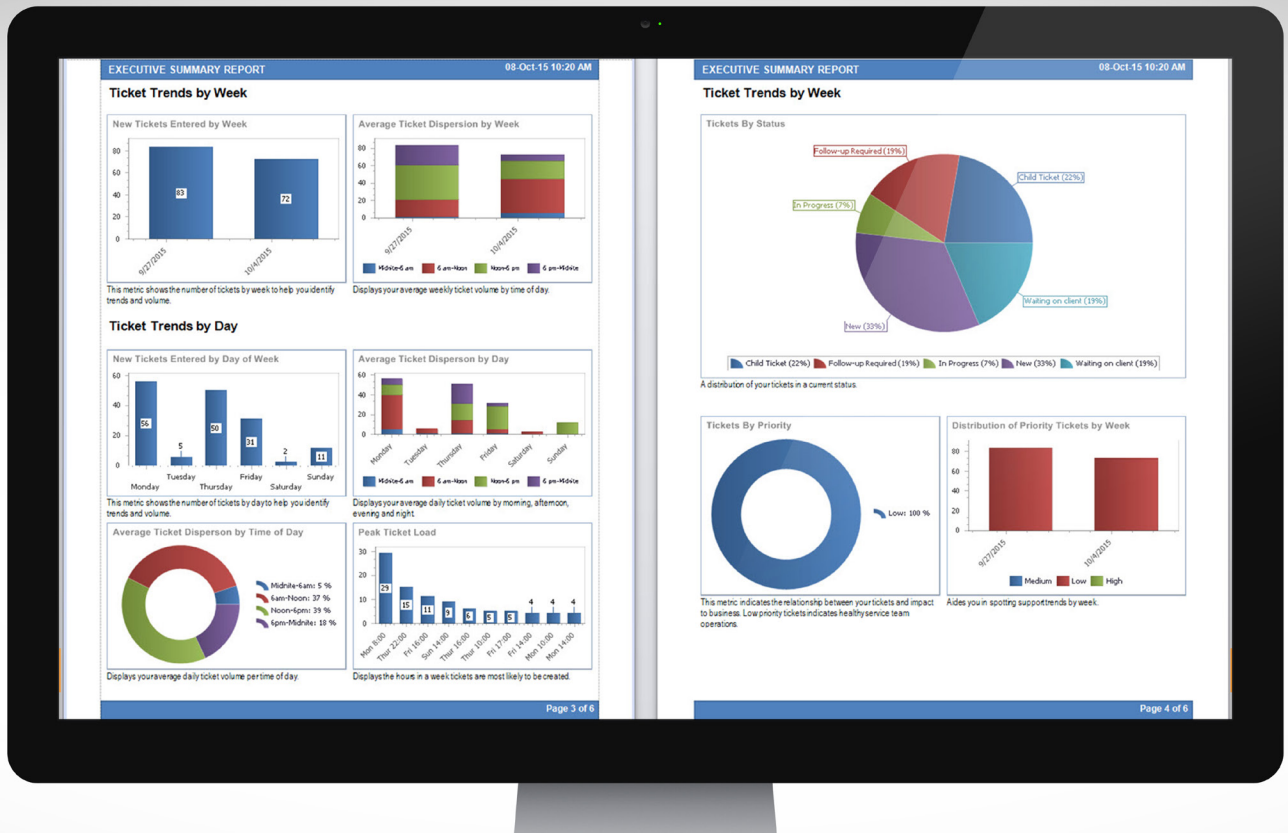 EXECUTIVE SUMMARY REPORT 08-Oct-15 10:20 AM
Ticket Trends by Week
New Tickets Entered by Week
80
60
40
20
0
83
72
9/27/2015
10/4/2015
This metric shows the number of tickets by week to help you identify
trends and volume.
Average Ticket Dispersion by Week
80
60
40
20
0
9/27/2015
10/4/2015
Midnite-6 am 6 am-Noon Noon-6 pm 6 pm-Midnite
Displays your average weekly ticket volume by time of day.
Ticket Trends by Day
New Tickets Entered by Day of Week
60
40
20
0
56
5
50
31
2
11
Monday Tuesday Thursday Friday Saturday Sunday
This metric shows the number of tickets by day to help you identify
trends and volume.
Average Ticket Disperson by Day
60
40
20
0
Monday Tuesday Thursday Friday Saturday Sunday
Midnite-6 am 6 am-Noon Noon-6 pm 6 pm-Midnite
Displays your average daily ticket volume by morning, afternoon,
evening and night.
Average Ticket Disperson by Time of Day
Midnite-6am: 5 %
6am-Noon: 37 %
Noon-6pm: 39 %
6pm-Midnite: 18 %
Displays your average daily ticket volume per time of day.
Peak Ticket Load
30
20
10
0
29
15
11
9
6
5
5
4
4
4
Mon 8:00 Thur 22:00 Fri 16:00 Sun 14:00 Thur 16:00 Thur 10:00 Fri 17:00 Fri 14:00 Mon 10:00 Mon 14:00
Displays the hours in a week tickets are most likely to be created.
Page 3 of 6
EXECUTIVE SUMMARY REPORT 08-Oct-15 10:20 AM
Ticket Trends by Week
Tickets By Status
Follow-up Required (19%)
Child Ticket (22%)
In Progress (7%)
Waiting on client (19%)
New (33%)
Child Ticket (22%) Follow-up Required (19%) In Progress (7%) New (33%) Waiting on client (19%)
A distribution of your tickets in a current status.
Tickets By Priority
Low: 100 %
This metric indicates the relationship between your tickets and impact
to business. Low priority tickets indicates healthy service team
operations.
Distribution of Priority Tickets by Week
80
60
40
20
0
9/27/2015
10/4/2015
Medium Low High
Aides you in spotting support trends by week.
Page 4 of 6